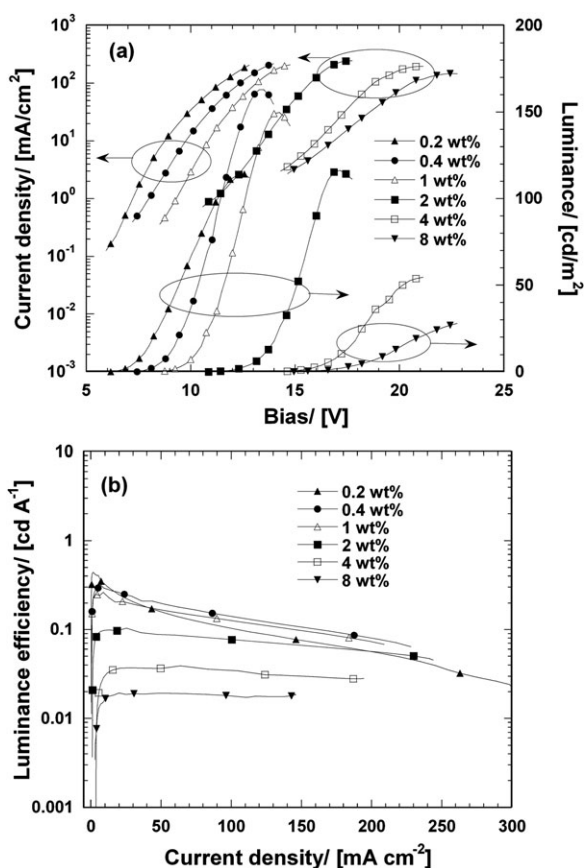 (a)
Current density/ [mA/cm²]
10³
10²
10¹
10⁰
10⁻¹
10⁻²
10⁻³
200
150
100
50
0
Luminance/ [cd/m²]
0.2 wt%
0.4 wt%
1 wt%
2 wt%
4 wt%
8 wt%
5
10
15
20
25
Bias/ [V]
(b)
Luminance efficiency/ [cd A⁻¹]
10
1
0.1
0.01
0.001
0.2 wt%
0.4 wt%
1 wt%
2 wt%
4 wt%
8 wt%
0
50
100
150
200
250
300
Current density/ [mA cm⁻²]